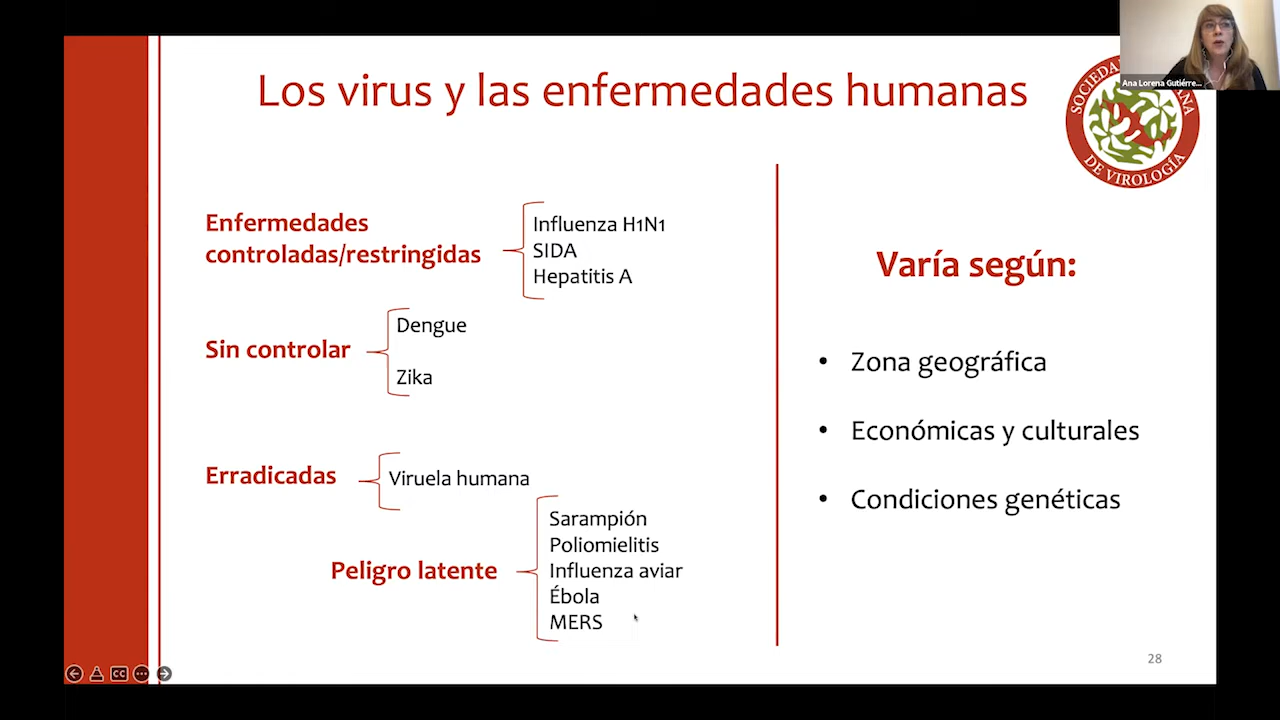 Los virus y las enfermedades humanas
Ana Lorena Gutiérre...
DE VIROLOGÍA
Enfermedades
controladas/restringidas
Influenza H1N1
SIDA
Hepatitis A
Sin controlar
Dengue
Zika
Erradicadas
Viruela humana
Peligro latente
Sarampión
Poliomielitis
Influenza aviar
Ébola
MERS
Varía según:
• Zona geográfica
• Económicas y culturales
• Condiciones genéticas
28
CC